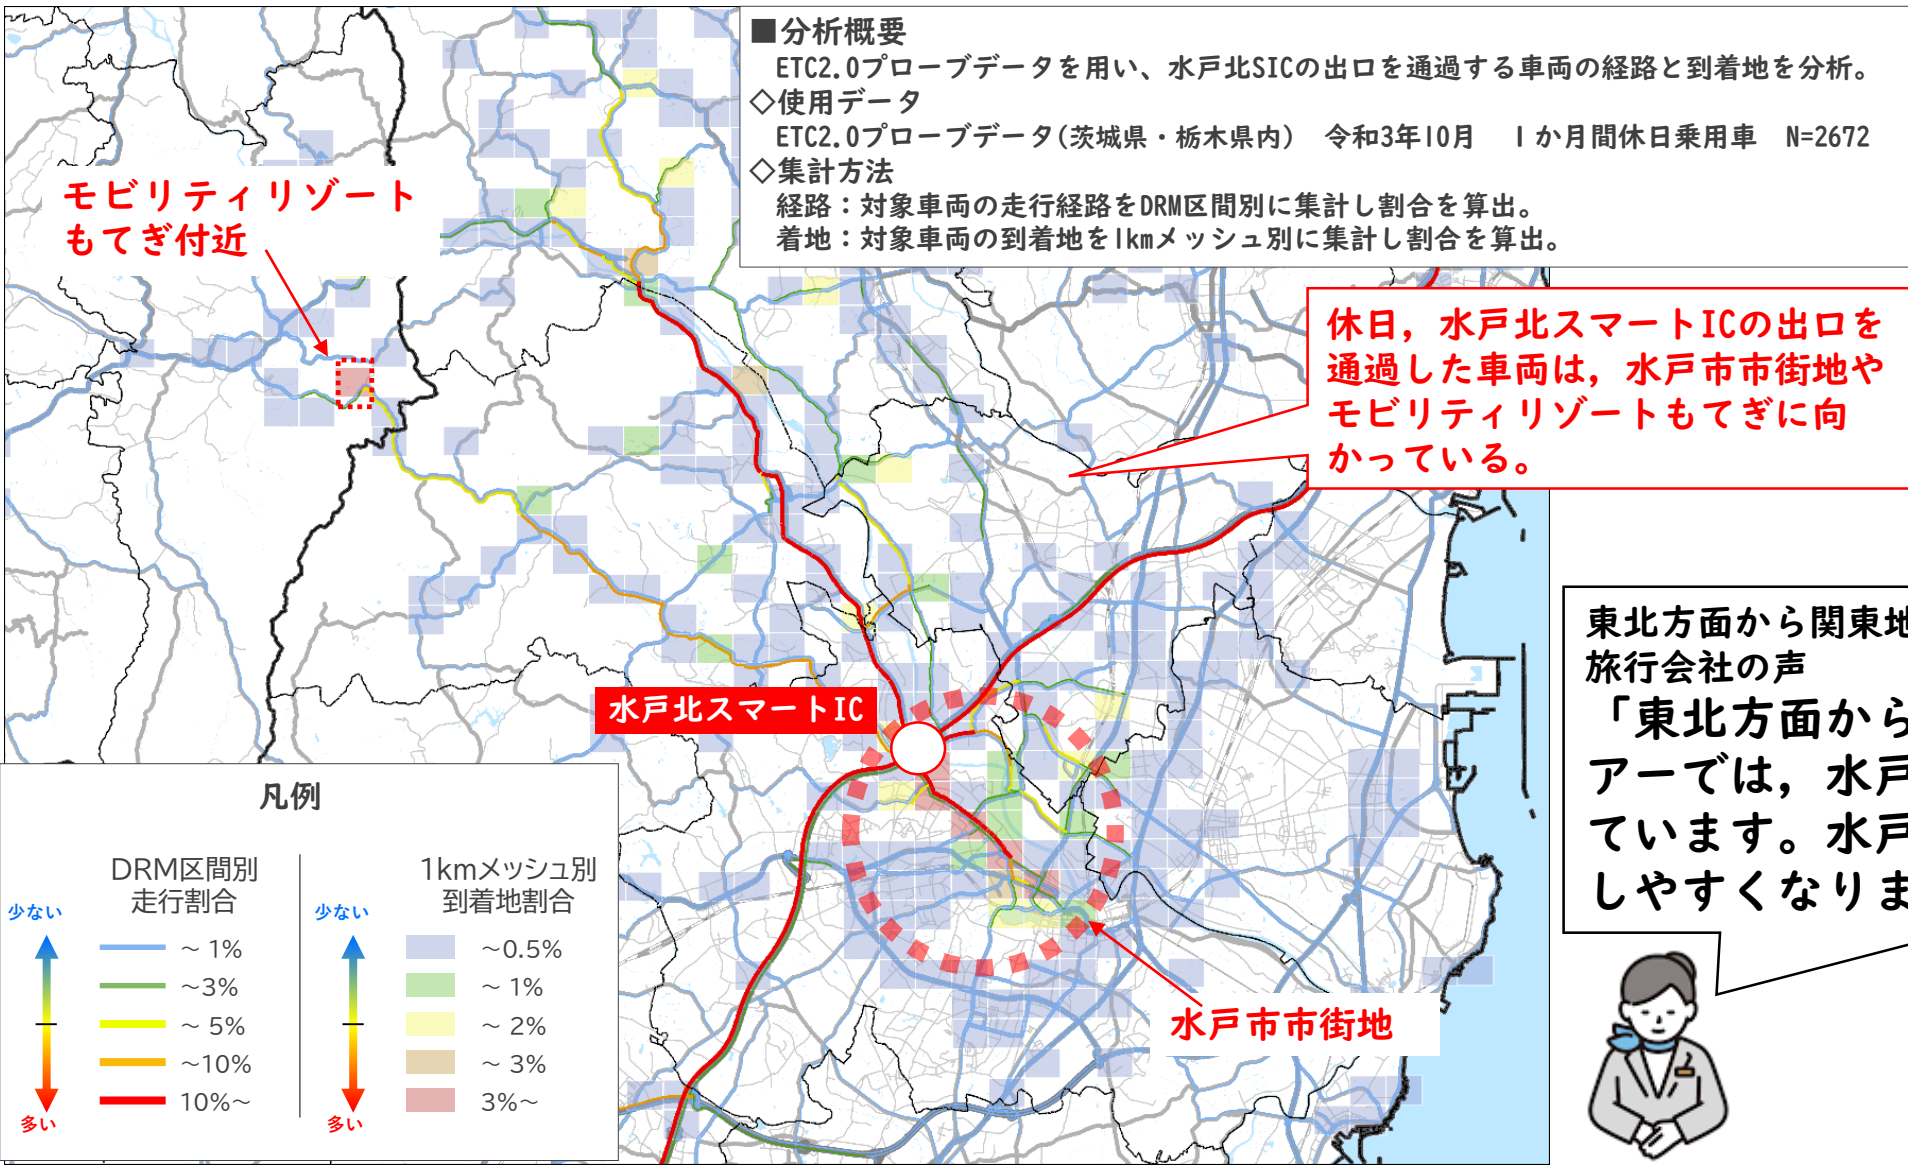 ■分析概要
ETC2.0プローブデータを用い、水戸北SICの出口を通過する車両の経路と到着地を分析。
◇使用データ
ETC2.0プローブデータ(茨城県・栃木県内) 令和3年10月 1か月間休日乗用車 N=2672
◇集計方法
経路：対象車両の走行経路をDRM区間別に集計し割合を算出。
着地：対象車両の到着地を1kmメッシュ別に集計し割合を算出。
モビリティリゾート
もてぎ付近
休日，水戸北スマートICの出口を
通過した車両は，水戸市市街地や
モビリティリゾートもてぎに向
かっている。
水戸北スマートIC
水戸市市街地
東北方面から関東地
旅行会社の声
「東北方面から
アーでは，水戸
ています。水戸
しやすくなりま
凡例
DRM区間別
走行割合
少ない
～1%
～3%
～5%
～10%
10%～
多い
1kmメッシュ別
到着地割合
少ない
～0.5%
～1%
～2%
～3%
3%～
多い